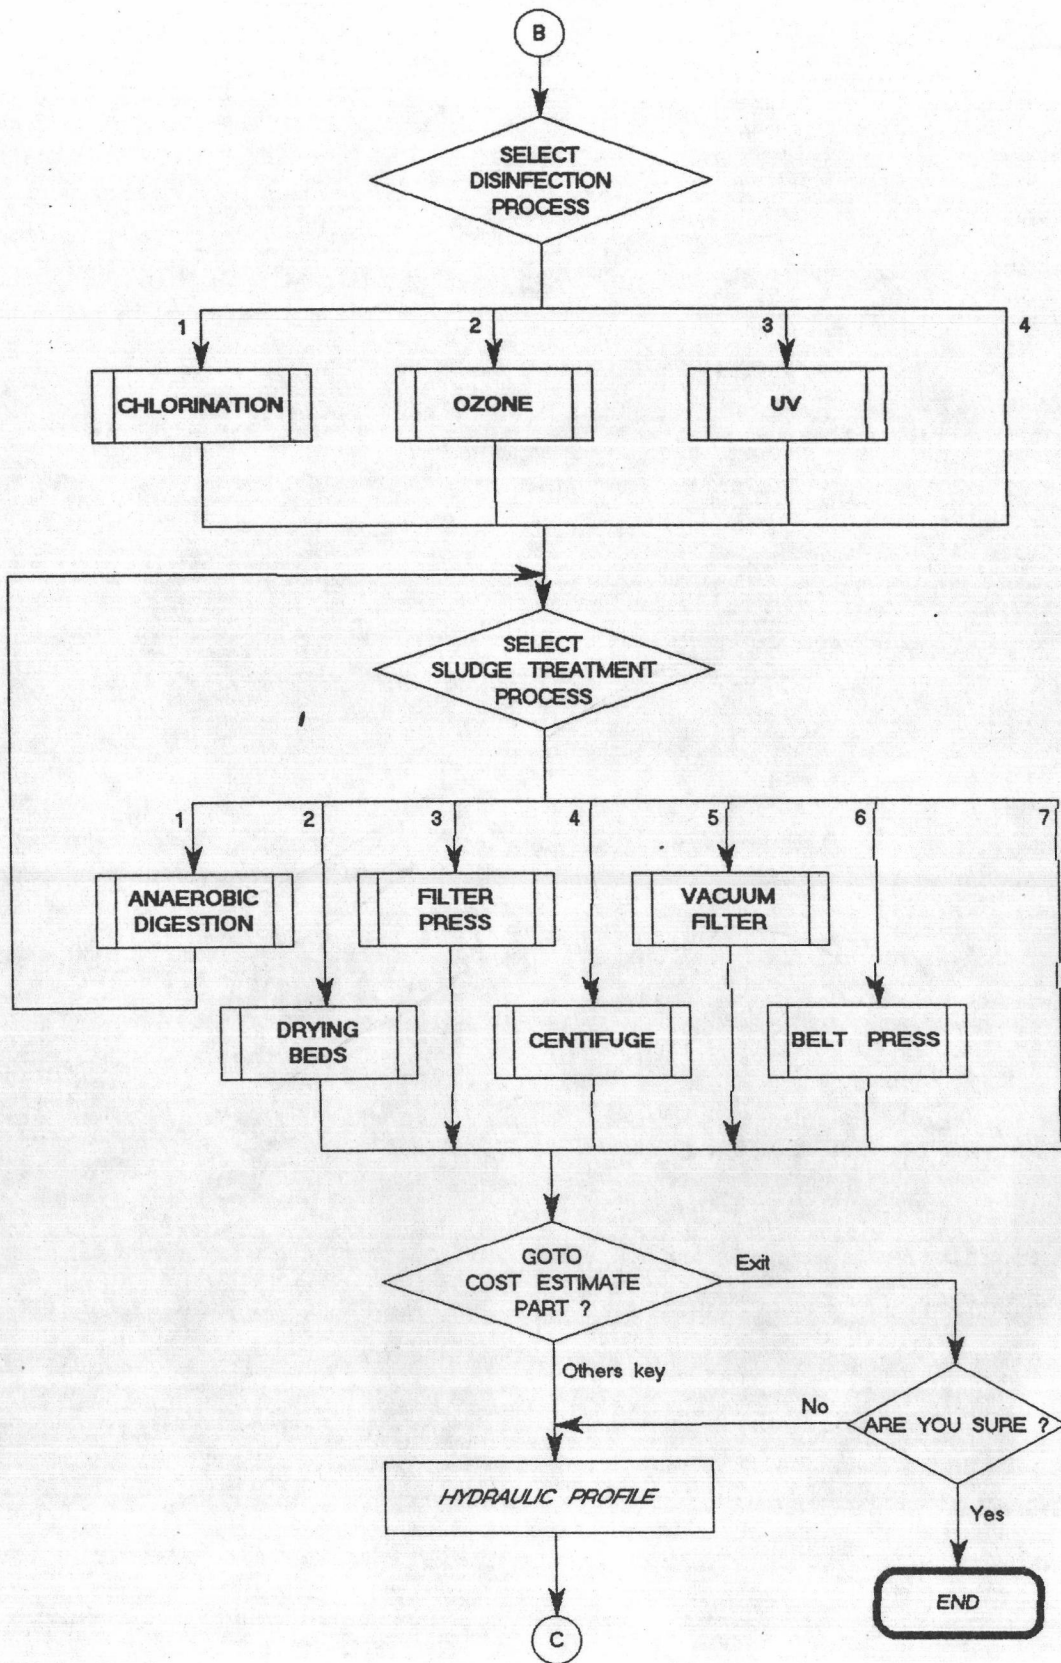 B
SELECT
DISINFECTION
PROCESS
1
2
3
4
CHLORINATION
OZONE
UV
SELECT
SLUDGE TREATMENT
PROCESS
1
2
3
4
5
6
7
ANAEROBIC
DIGESTION
FILTER
PRESS
VACUUM
FILTER
DRYING
BEDS
CENTIFUGE
BELT PRESS
GOTO
COST ESTIMATE
PART ?
Exit
Others key
No
ARE YOU SURE ?
HYDRAULIC PROFILE
Yes
END
C